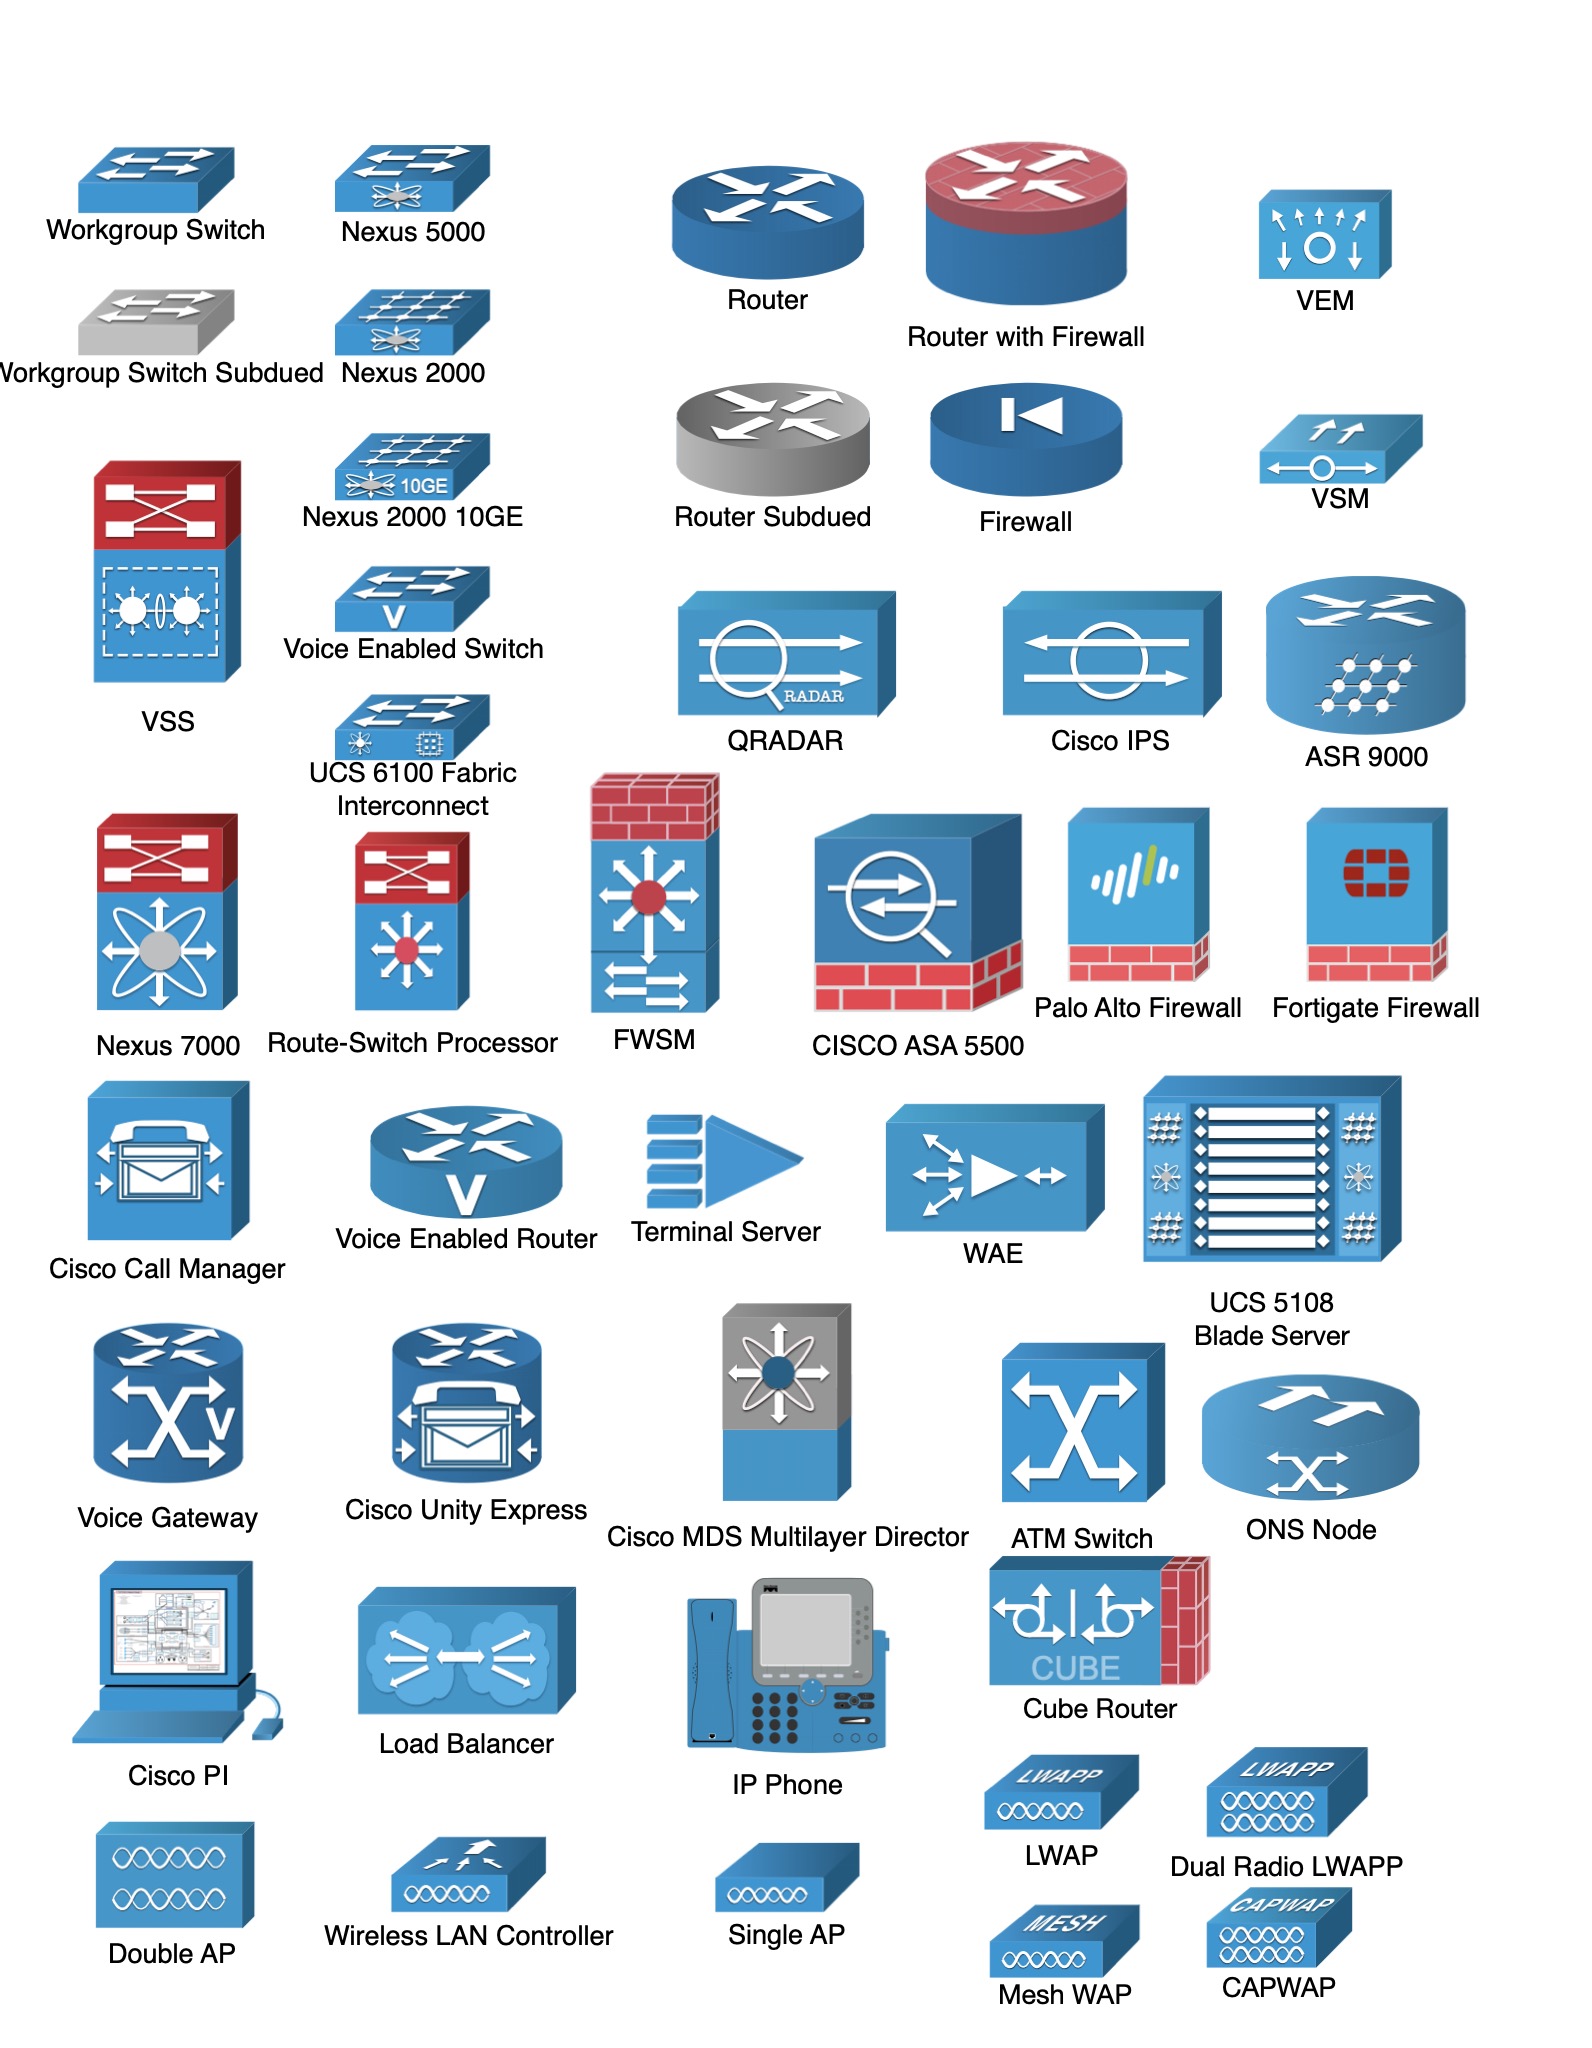 Workgroup Switch
Nexus 5000
Router
Router with Firewall
VEM
Workgroup Switch Subdued
Nexus 2000
10GE
Nexus 2000 10GE
Router Subdued
Firewall
VSM
V
Voice Enabled Switch
VSS
RADAR
QRADAR
Cisco IPS
ASR 9000
UCS 6100 Fabric
Interconnect
Nexus 7000
Route-Switch Processor
FWSM
CISCO ASA 5500
Palo Alto Firewall
Fortigate Firewall
Cisco Call Manager
V
Voice Enabled Router
Terminal Server
WAE
UCS 5108
Blade Server
V
Voice Gateway
Cisco Unity Express
Cisco MDS Multilayer Director
ATM Switch
ONS Node
Cisco PI
Load Balancer
IP Phone
CUBE
Cube Router
LWAPP
LWAP
LWAPP
Dual Radio LWAPP
Double AP
Wireless LAN Controller
Single AP
MESH
Mesh WAP
CAPWAP
CAPWAP